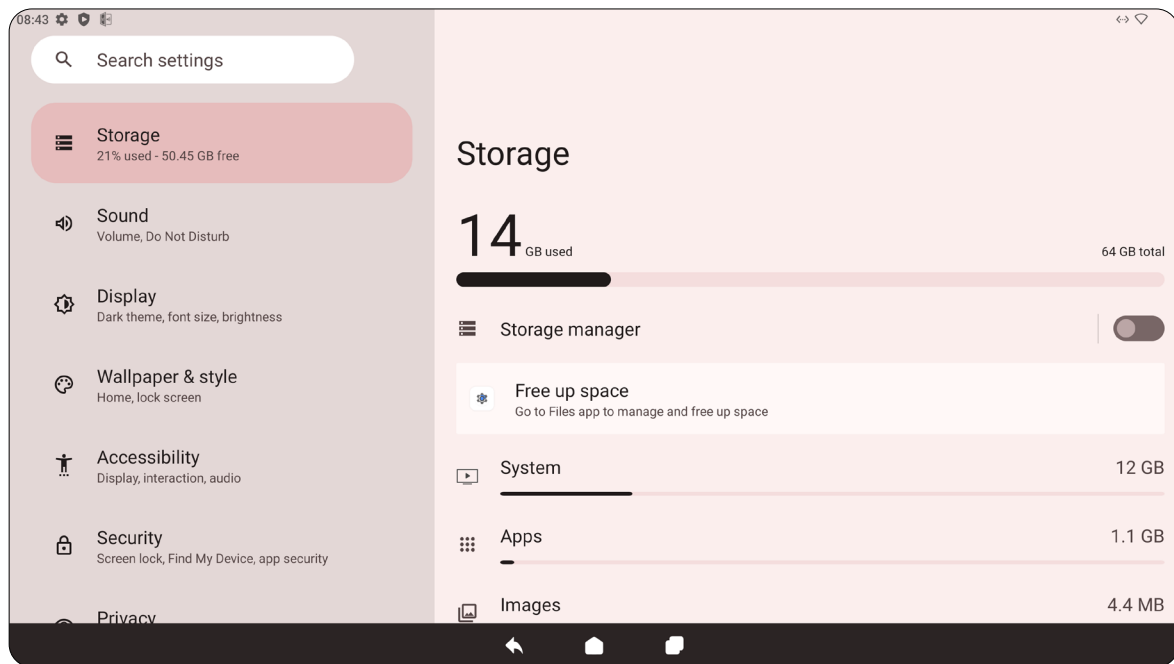 08:43
Search settings
Storage
21% used - 50.45 GB free
Sound
Volume, Do Not Disturb
Display
Dark theme, font size, brightness
Wallpaper & style
Home, lock screen
Accessibility
Display, interaction, audio
Security
Screen lock, Find My Device, app security
Privacy
Storage
14 GB used
64 GB total
Storage manager
Free up space
Go to Files app to manage and free up space
System
12 GB
Apps
1.1 GB
Images
4.4 MB